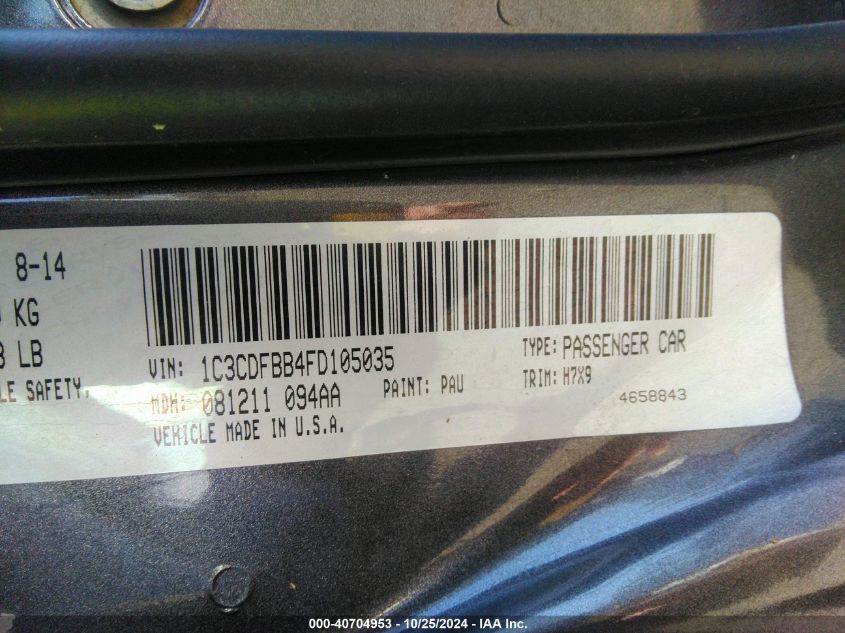 8-14
KG
LB
VIN: 1C3CDFBB4FD105035
TYPE: PASSENGER CAR
LE SAFETY,
MDH: 081211 094AA
PAINT: PAU
TRIM: H7X9
VEHICLE MADE IN U.S.A.
4658843
000-40704953 - 10/25/2024 - IAA Inc.